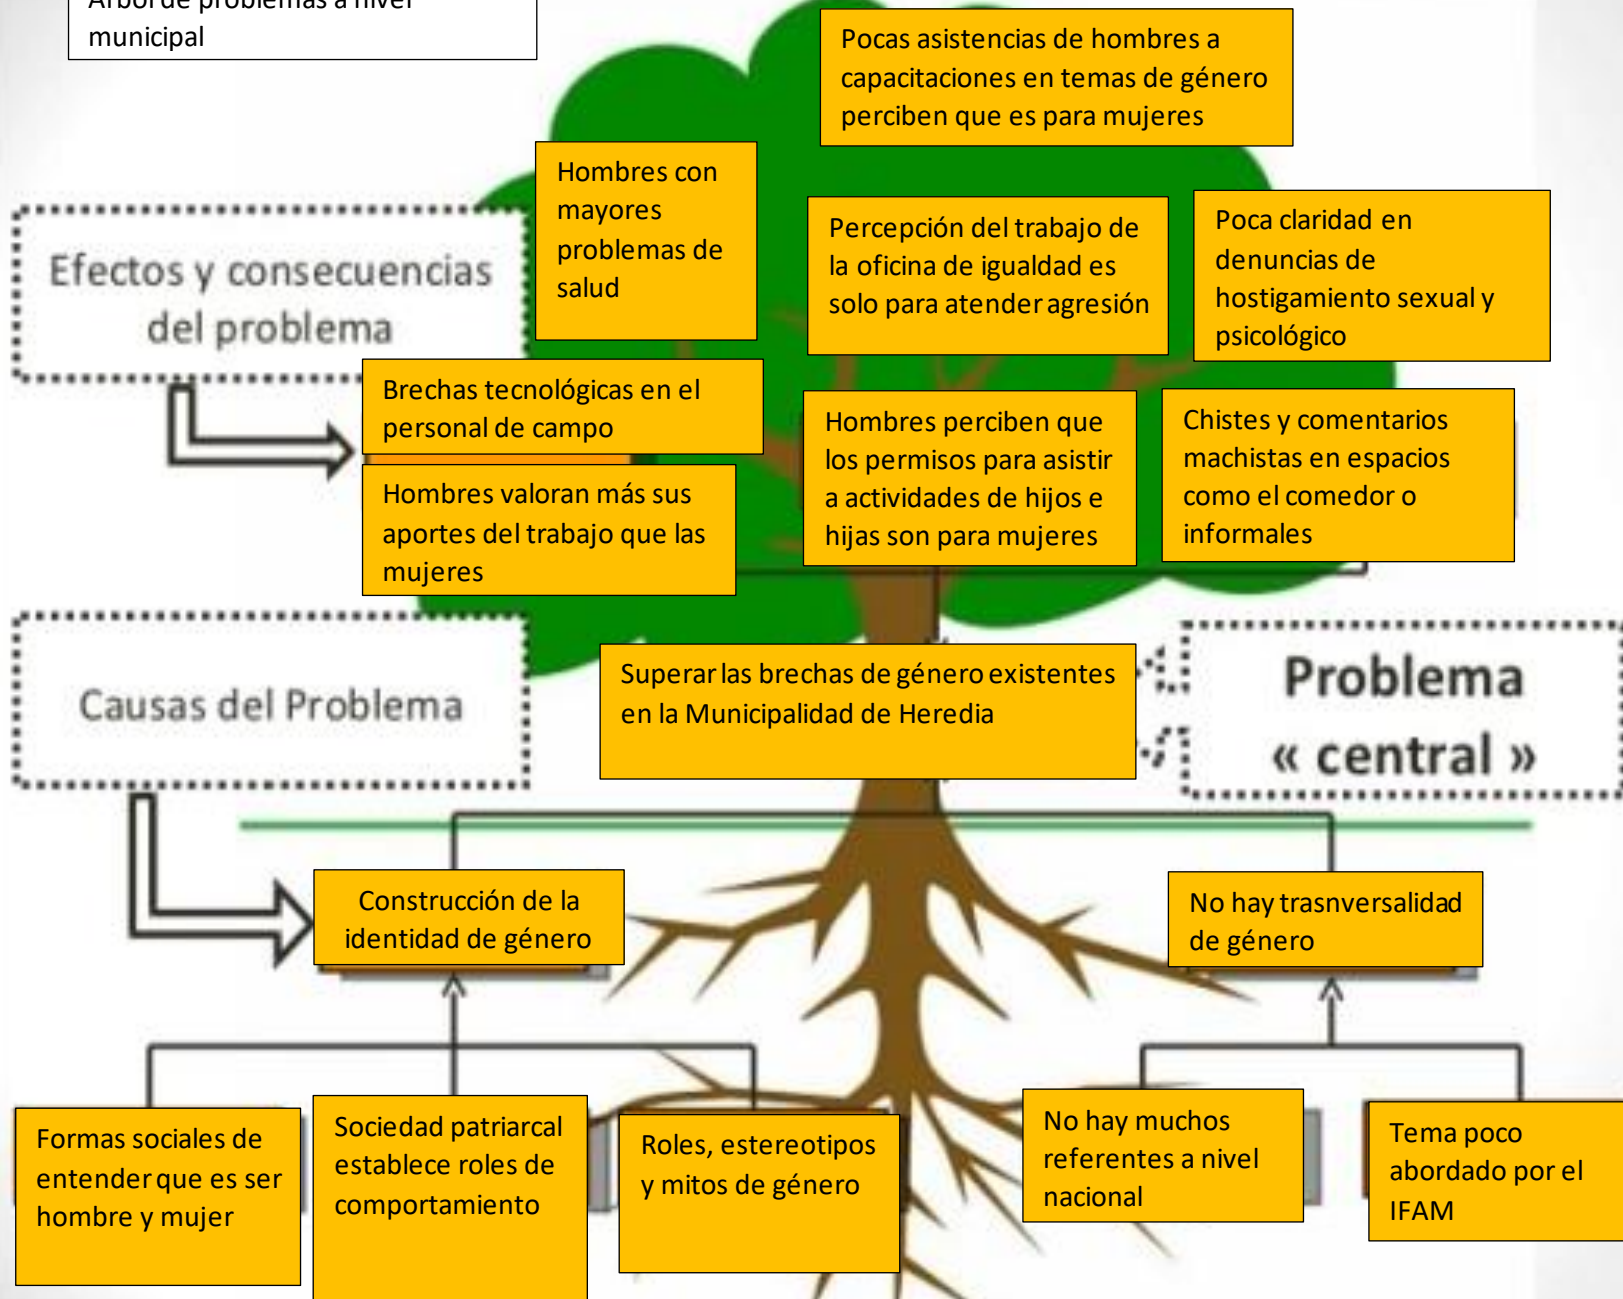 Árbol de problemas a nivel
municipal
Pocas asistencias de hombres a
capacitaciones en temas de género
perciben que es para mujeres
Hombres con
mayores
problemas de
salud
Percepción del trabajo de
la oficina de igualdad es
solo para atender agresión
Poca claridad en
denuncias de
hostigamiento sexual y
psicológico
Efectos y consecuencias
del problema
Brechas tecnológicas en el
personal de campo
Hombres valoran más sus
aportes del trabajo que las
mujeres
Hombres perciben que
los permisos para asistir
a actividades de hijos e
hijas son para mujeres
Chistes y comentarios
machistas en espacios
como el comedor o
informales
Causas del Problema
Superar las brechas de género existentes
en la Municipalidad de Heredia
Problema
« central »
Construcción de la
identidad de género
No hay trasnversalidad
de género
Formas sociales de
entender que es ser
hombre y mujer
Sociedad patriarcal
establece roles de
comportamiento
Roles, estereotipos
y mitos de género
No hay muchos
referentes a nivel
nacional
Tema poco
abordado por el
IFAM